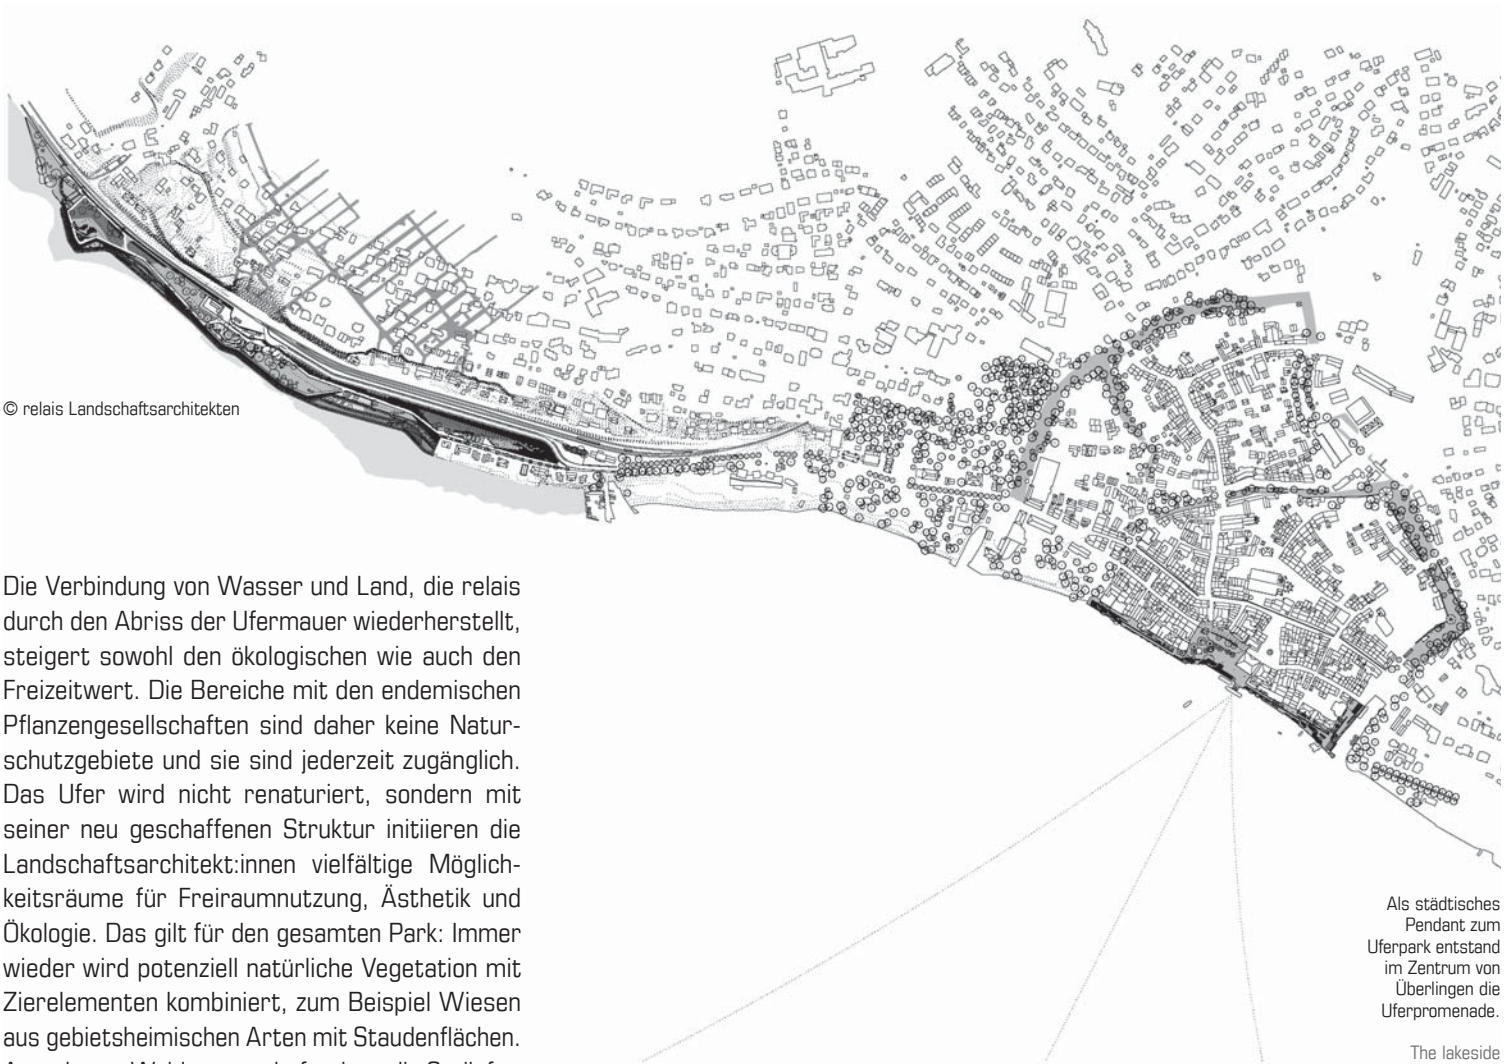 © relais Landschaftsarchitekten
Die Verbindung von Wasser und Land, die relais
durch den Abriss der Ufermauer wiederherstellt,
steigert sowohl den ökologischen wie auch den
Freizeitwert. Die Bereiche mit den endemischen
Pflanzengesellschaften sind daher keine Natur-
schutzgebiete und sie sind jederzeit zugänglich.
Das Ufer wird nicht renaturiert, sondern mit
seiner neu geschaffenen Struktur initiieren die
Landschaftsarchitekt:innen vielfältige Möglich-
keitsräume für Freiraumnutzung, Ästhetik und
Ökologie. Das gilt für den gesamten Park: Immer
wieder wird potenziell natürliche Vegetation mit
Zierelementen kombiniert, zum Beispiel Wiesen
aus gebietsheimischen Arten mit Staudenflächen.
Als städtisches
Pendant zum
Uferpark entstand
im Zentrum von
Überlingen die
Uferpromenade.
The lakeside